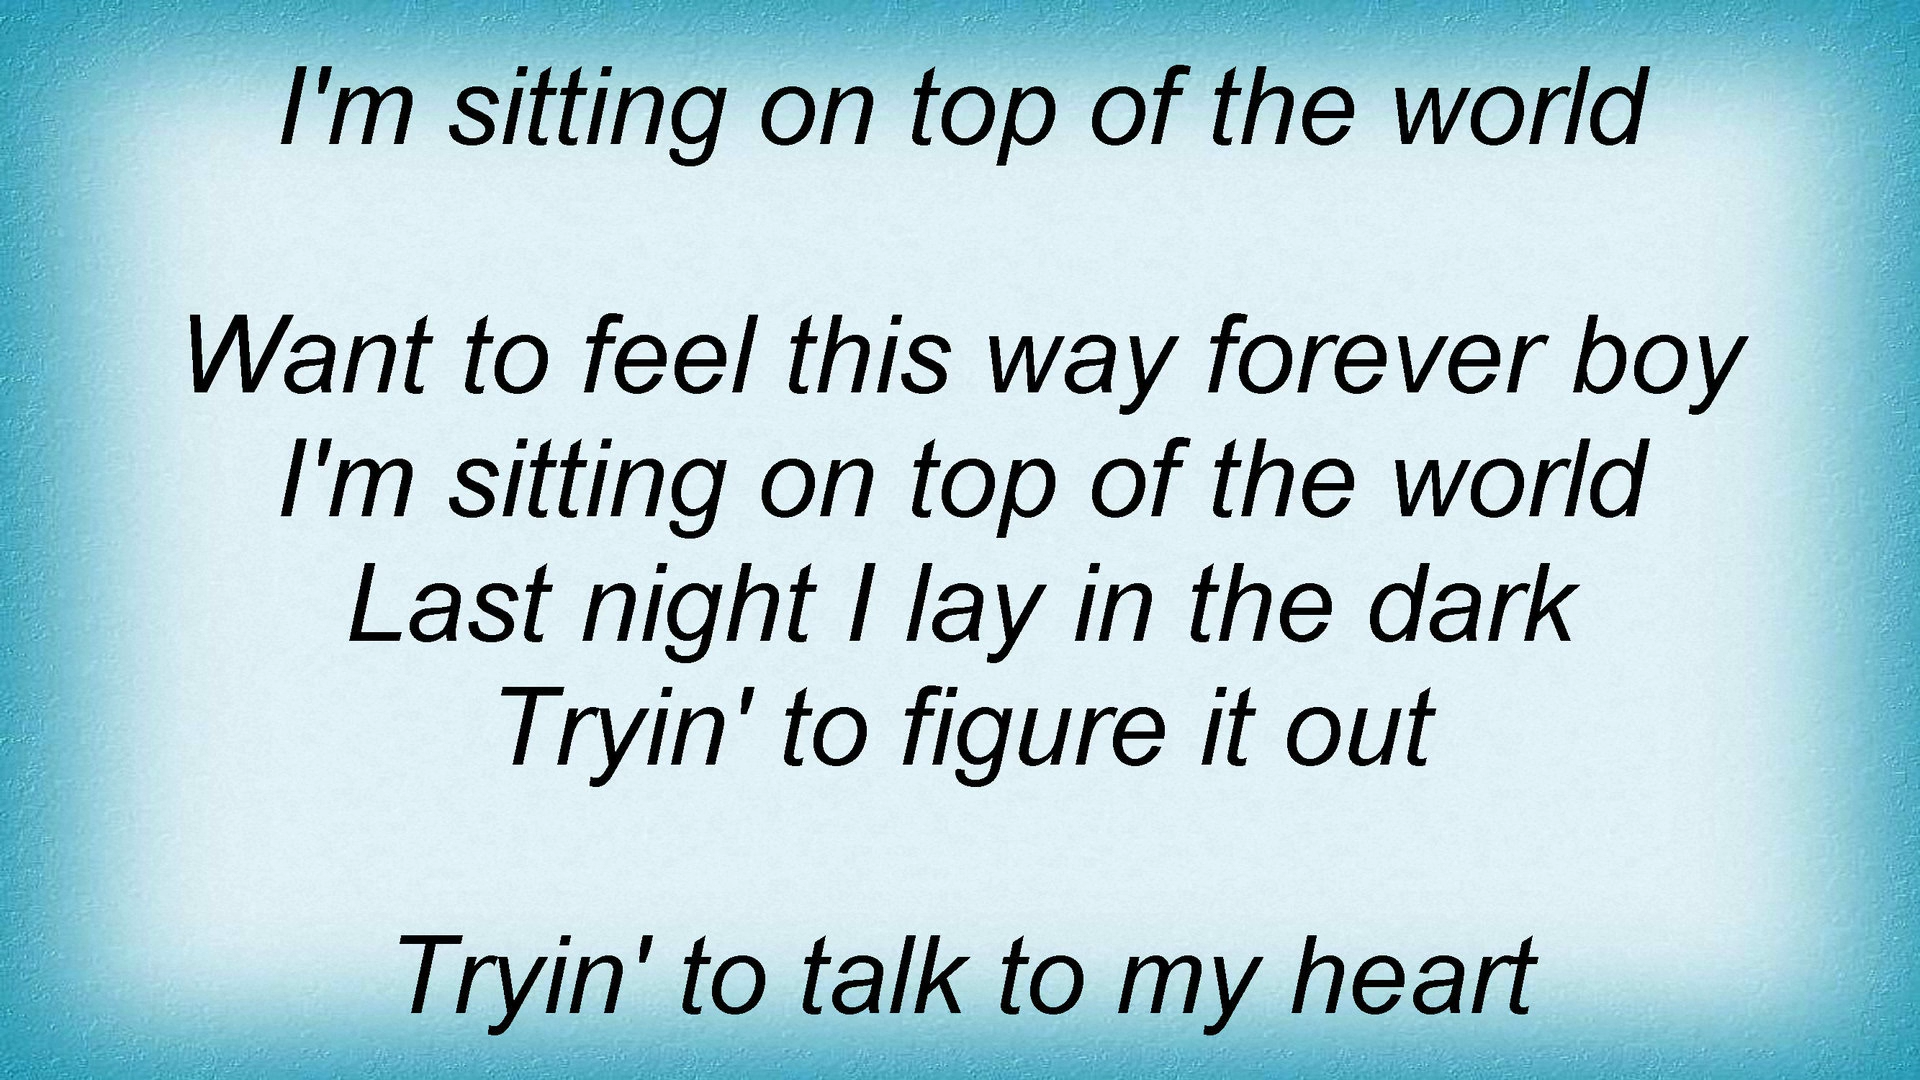 I'm sitting on top of the world
Want to feel this way forever boy
I'm sitting on top of the world
Last night I lay in the dark
Tryin' to figure it out
Tryin' to talk to my heart